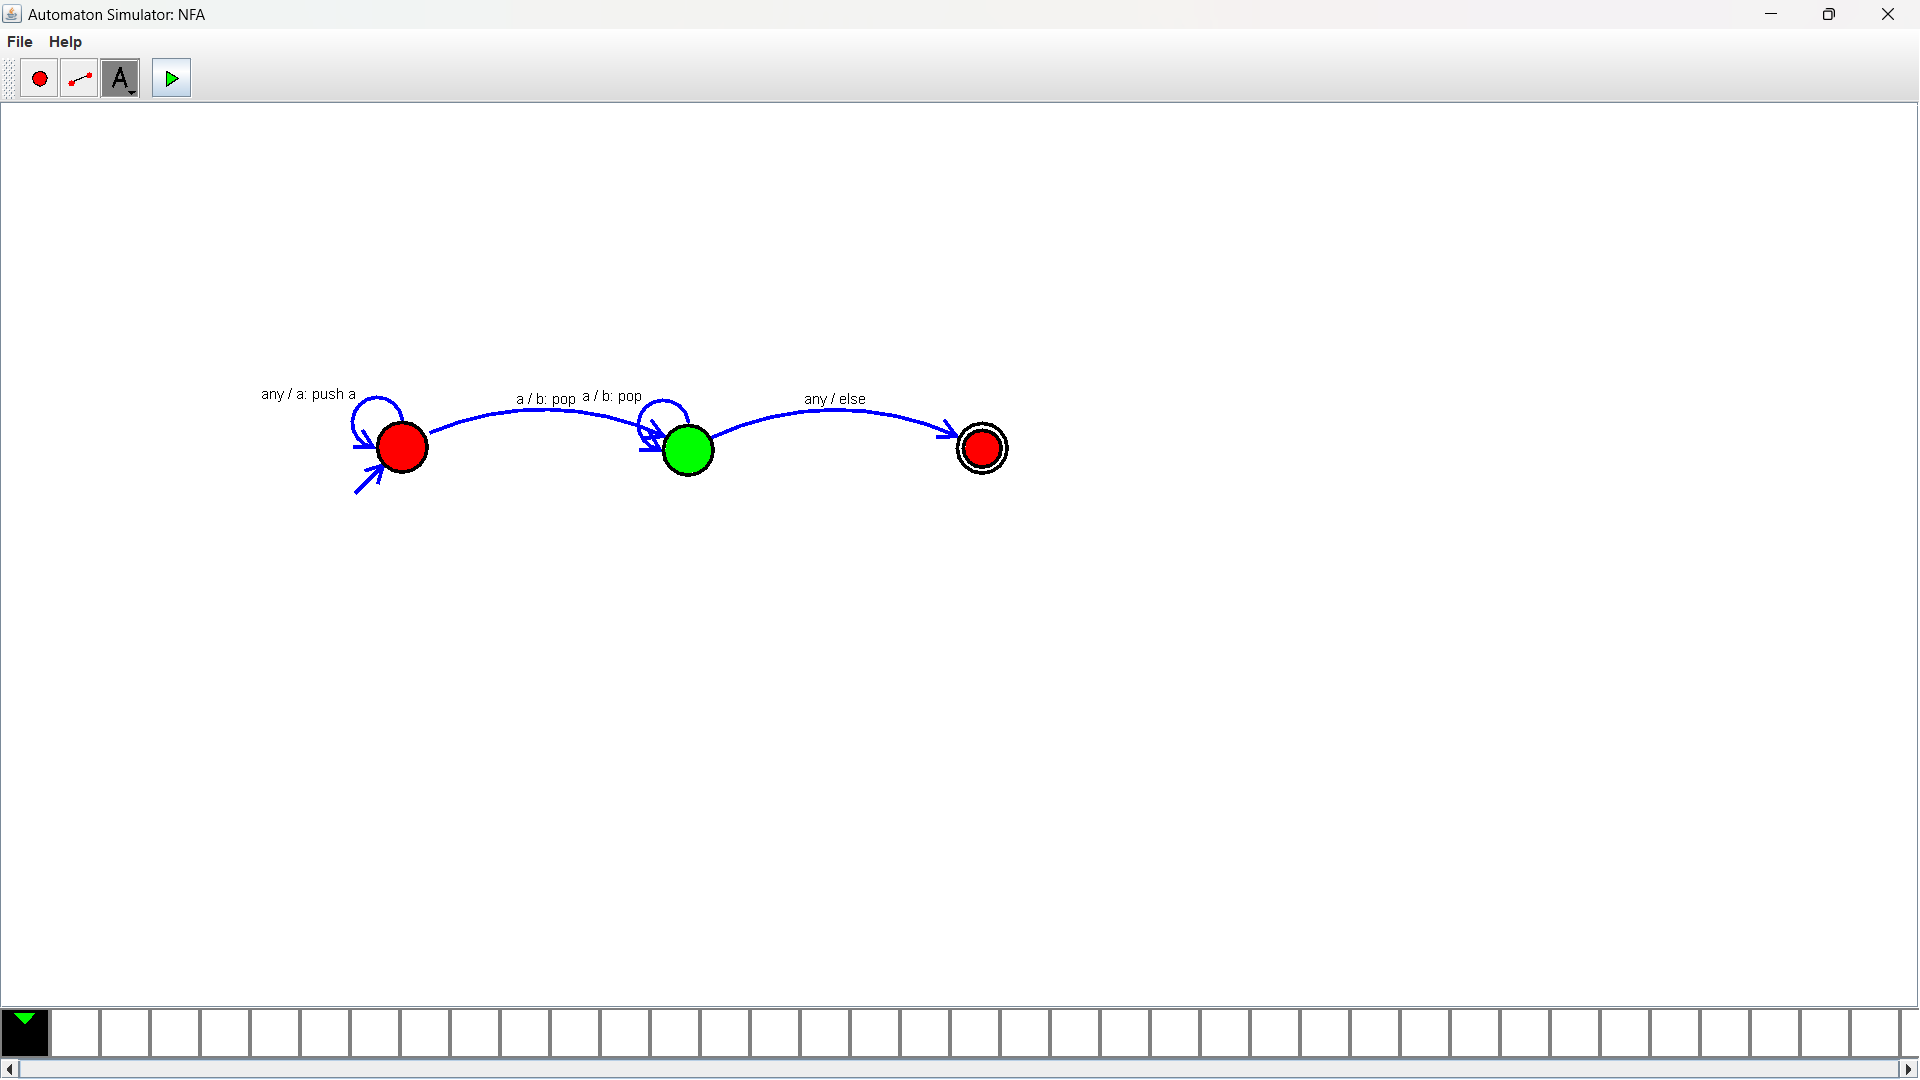 Automaton Simulator: NFA
File Help
A
any / a: push a
a / b: pop
a / b: pop
any / else